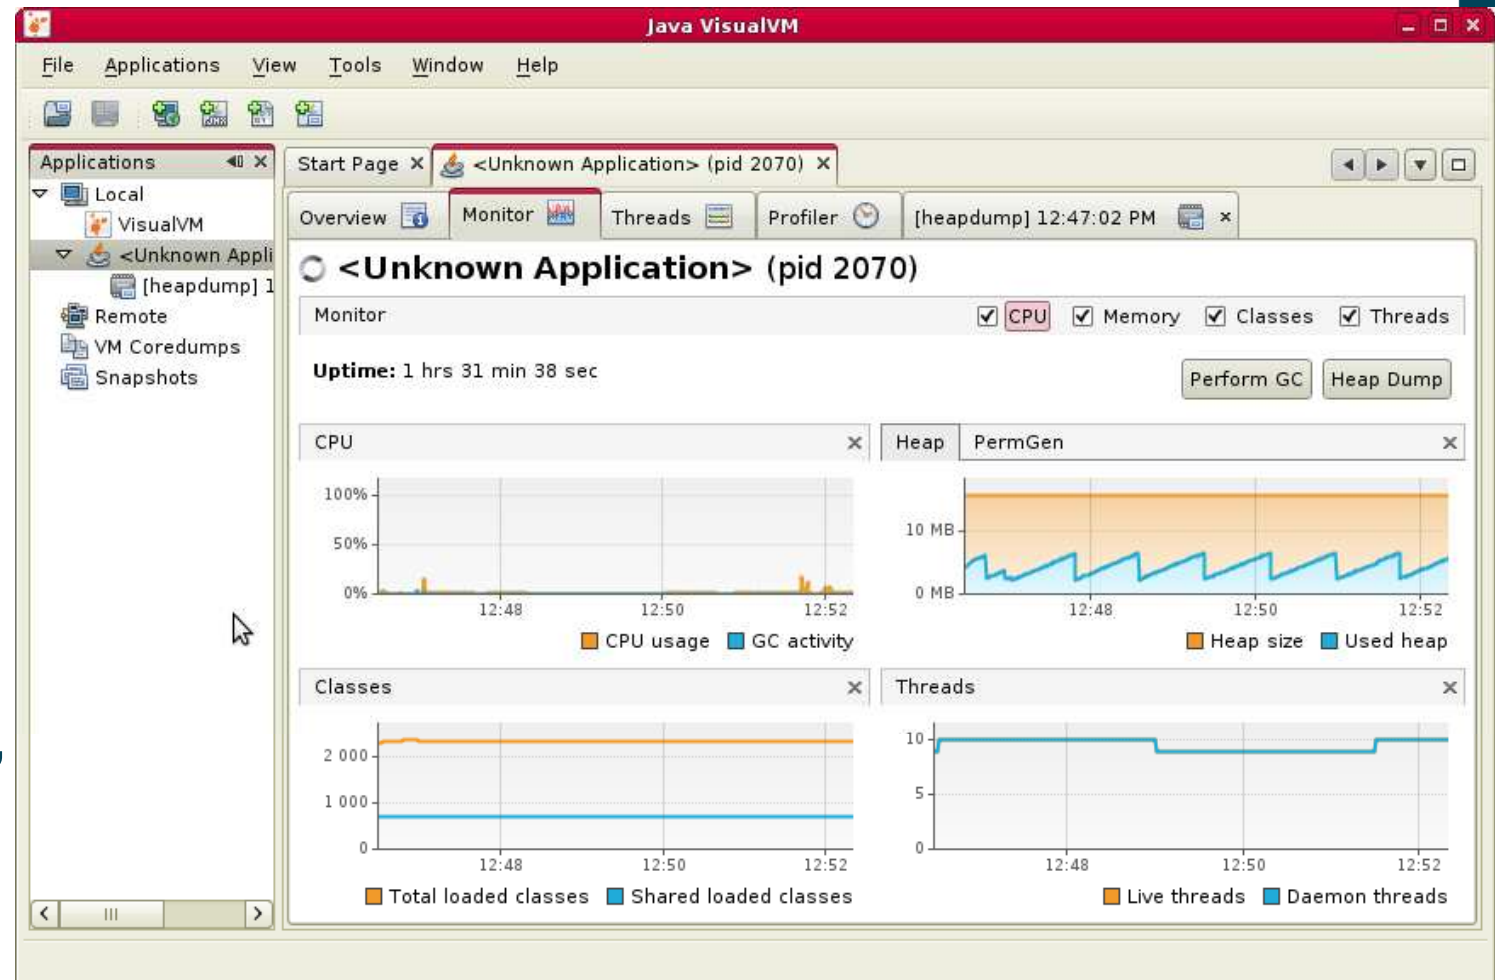 Java VisualVM
File Applications View Tools Window Help
Applications
Start Page <Unknown Application> (pid 2070)
Local
VisualVM
<Unknown Appli
[heapdump] 1
Remote
VM Coredumps
Snapshots
Overview Monitor Threads Profiler [heapdump] 12:47:02 PM
<Unknown Application> (pid 2070)
Monitor CPU Memory Classes Threads
Uptime: 1 hrs 31 min 38 sec
Perform GC Heap Dump
CPU
100%
50%
0%
12:48 12:50 12:52
CPU usage GC activity
Heap PermGen
10 MB
0 MB
12:48 12:50 12:52
Heap size Used heap
Classes
2 000
1 000
0
12:48 12:50 12:52
Total loaded classes Shared loaded classes
Threads
10
5
0
12:48 12:50 12:52
Live threads Daemon threads